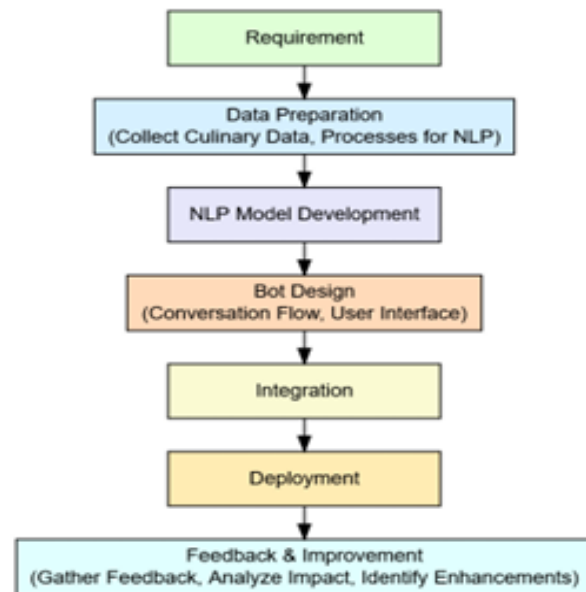 Requirement
Data Preparation
(Collect Culinary Data, Processes for NLP)
NLP Model Development
Bot Design
(Conversation Flow, User Interface)
Integration
Deployment
Feedback & Improvement
(Gather Feedback, Analyze Impact, Identify Enhancements)